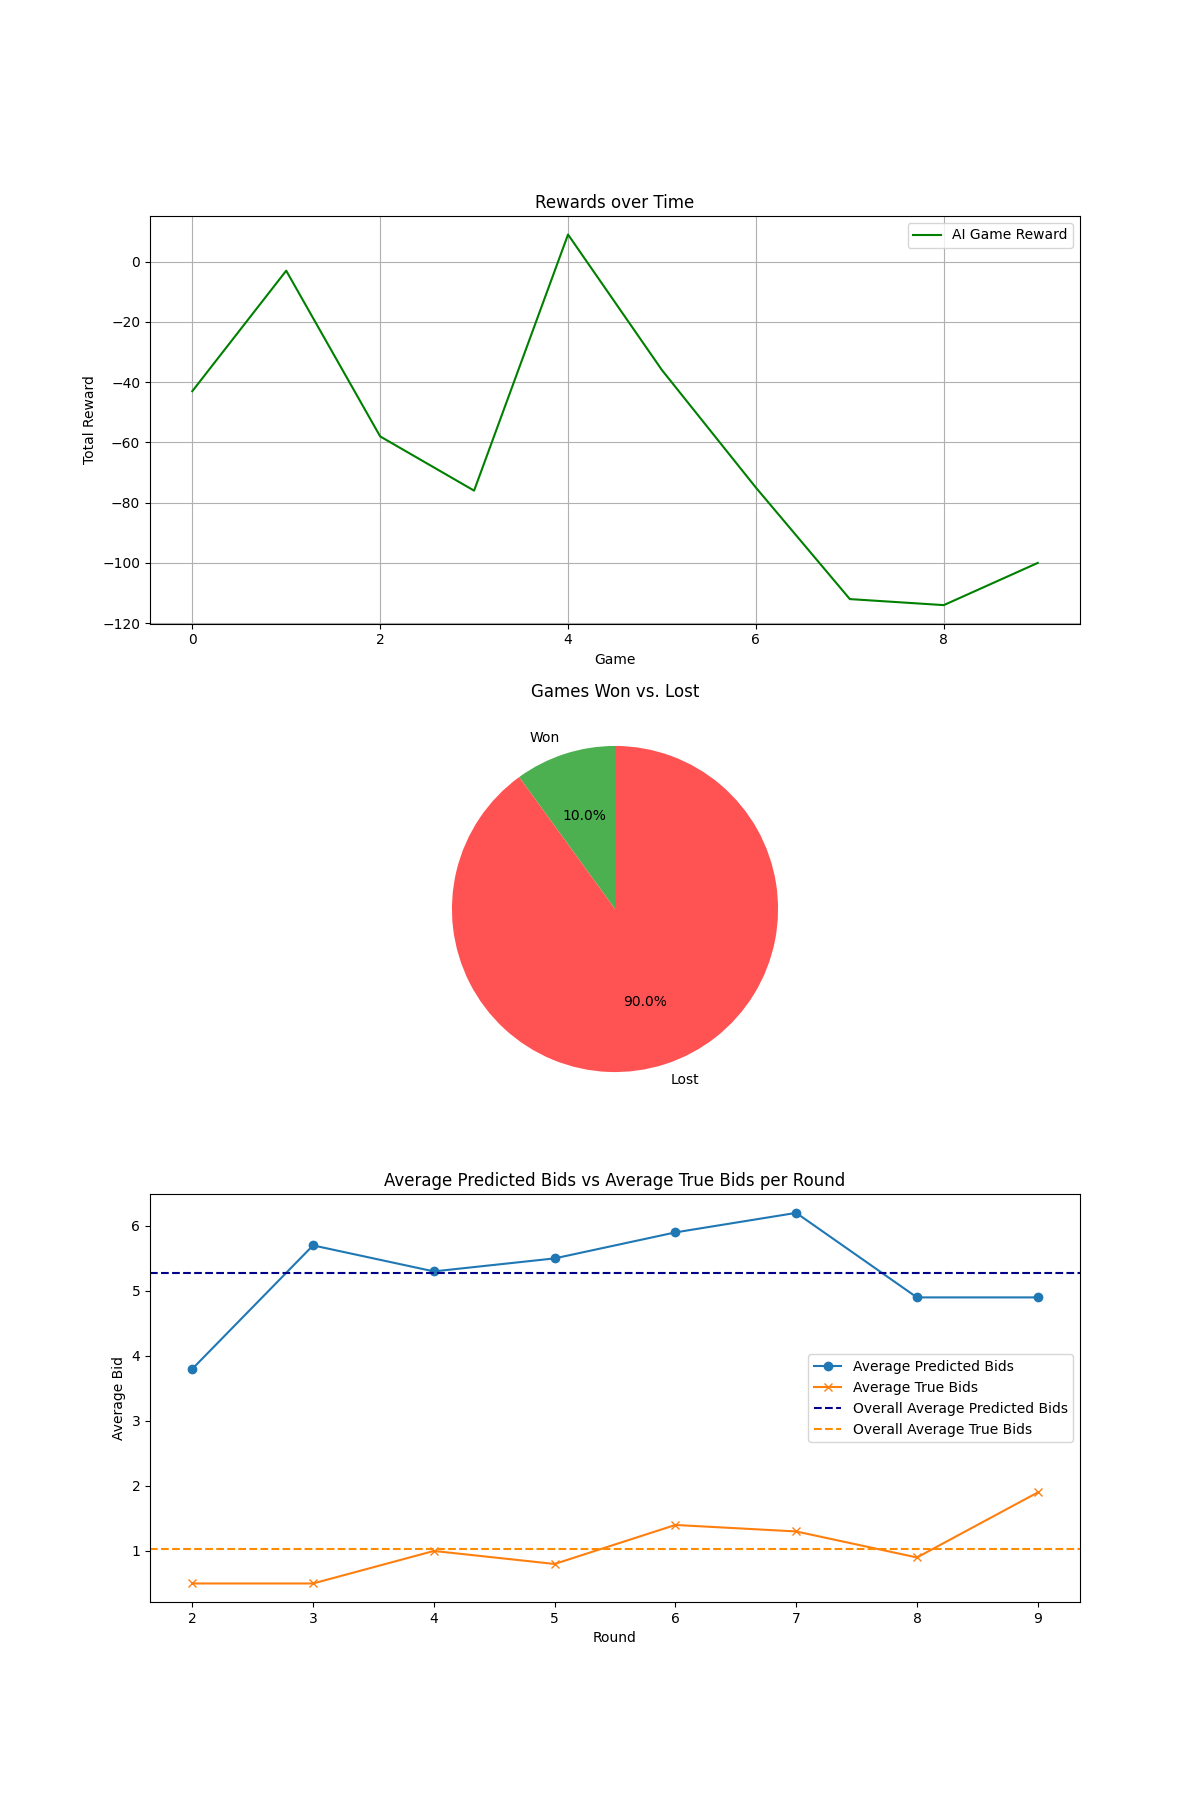 Rewards over Time
AI Game Reward
0
−20
−40
−60
−80
−100
−120
Total Reward
0 2 4 6 8
Game
Games Won vs. Lost
Won
10.0%
90.0%
Lost
Average Predicted Bids vs Average True Bids per Round
6
5
4
3
2
1
Average Bid
Average Predicted Bids
Average True Bids
Overall Average Predicted Bids
Overall Average True Bids
2 3 4 5 6 7 8 9
Round